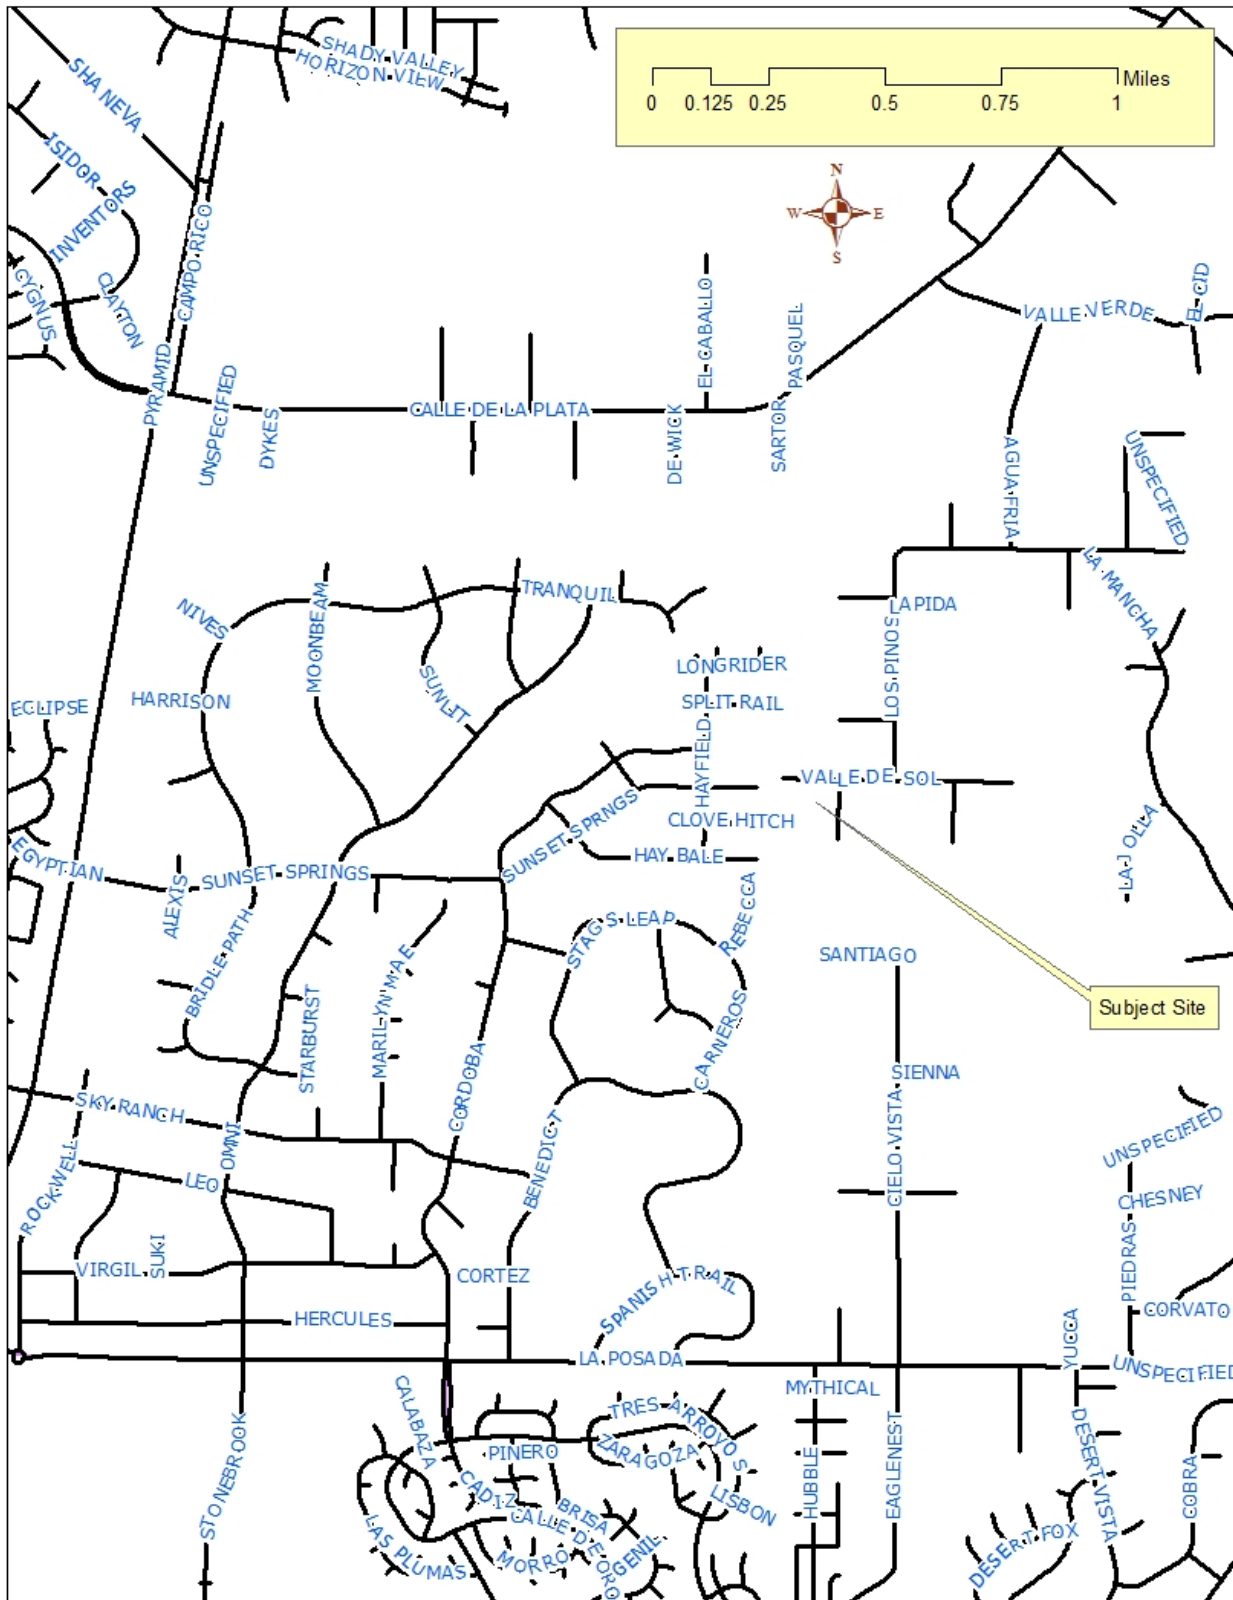 SHADY VALLEY
HORIZON VIEW
Miles
0 0.125 0.25 0.5 0.75 1
SHA NEVA
ISIDOR
INVENTORS
N
W E
S
CAMPO RICO
CYGNUS
CLAYTON
EL CABALLO
PASQUEL
VALLE VERDE
EL CID
PYRAMID
UNSPECIFIED
DYKES
CALLE DE LA PLATA
DE WICK
SARTOR
AGUA FRIA
UNSPECIFIED
LA MANCHA
NIVES
MOONBEAM
TRANQUIL
LAPIDA
LOS PINOS
LONGRIDER
SPLIT RAIL
HARRISON
SUNLIT
ECLIPSE
HAYFIELD
VALLE DE SOL
SUNSET SPRNGS
CLOVE HITCH
HAY BALE
LA JOLLA
EGYPTIAN
ALEXIS
SUNSET SPRINGS
BRIDLE PATH
STAGS LEAP
REBECCA
MARILYN MAE
SANTIAGO
Subject Site
STARBURST
CORDOBA
CARNEROS
SIENNA
SKY RANCH
OMNI
BENEDICT
CIELO VISTA
UNSPECIFIED
ROCKWELL
LEO
CHESNEY
PIEDRAS
VIRGIL
SUKI
CORTEZ
SPANISH TRAIL
CORVATO
HERCULES
YUCCA
LA POSADA
UNSPECIFIED
MYTHICAL
CALABAZA
TRES ARROYOS
STONEBROOK
PINERO
ZARAGOZA
HUBBLE
EAGLENEST
DESERT VISTA
COBRA
CADIZ
LISBON
BRISA
CALLE DE ORO
LAS PLUMAS
MORRO
GENIL
DESERT FOX